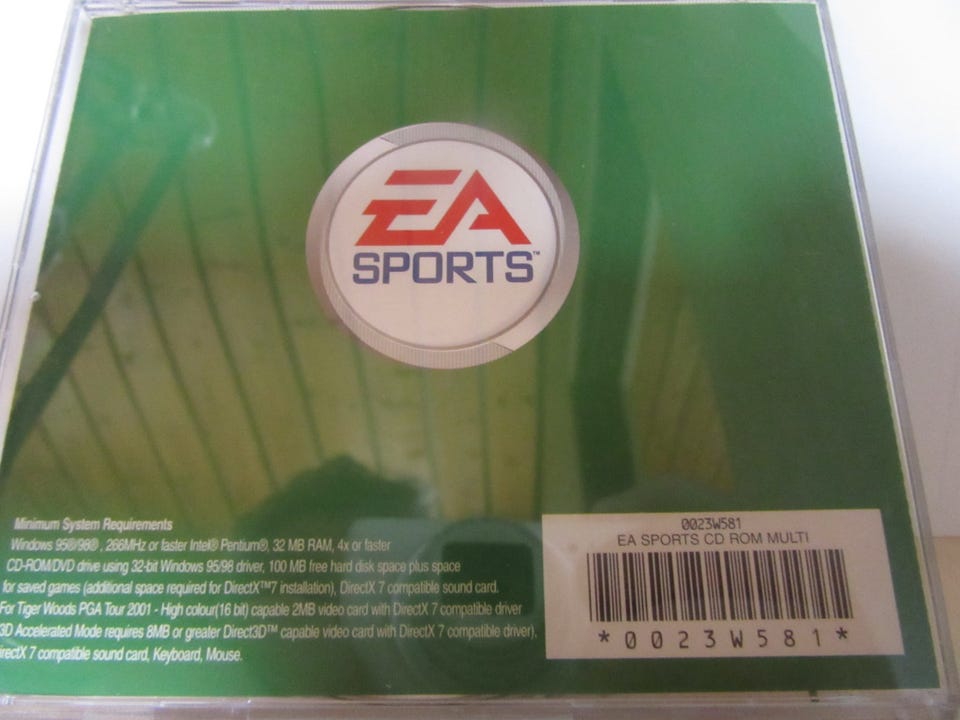 EA
SPORTS™
Minimum System Requirements
Windows 95®/98®, 266MHz or faster Intel® Pentium®, 32 MB RAM, 4x or faster
CD-ROM/DVD drive using 32-bit Windows 95/98 driver, 100 MB free hard disk space plus space
for saved games (additional space required for DirectX™7 installation), DirectX 7 compatible sound card.
For Tiger Woods PGA Tour 2001 - High colour(16 bit) capable 2MB video card with DirectX 7 compatible driver
3D Accelerated Mode requires 8MB or greater Direct3D™ capable video card with DirectX 7 compatible driver),
irectX 7 compatible sound card, Keyboard, Mouse.
0023W581
EA SPORTS CD ROM MULTI
*0023W581*